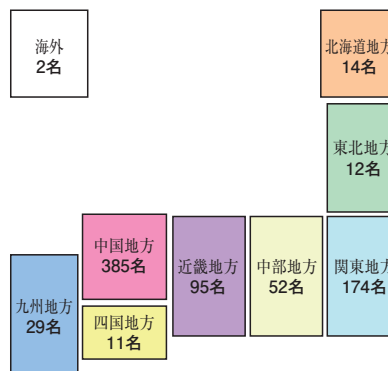 海外
2名
北海道地方
14名
東北地方
12名
中国地方
385名
近畿地方
95名
中部地方
52名
関東地方
174名
九州地方
29名
四国地方
11名